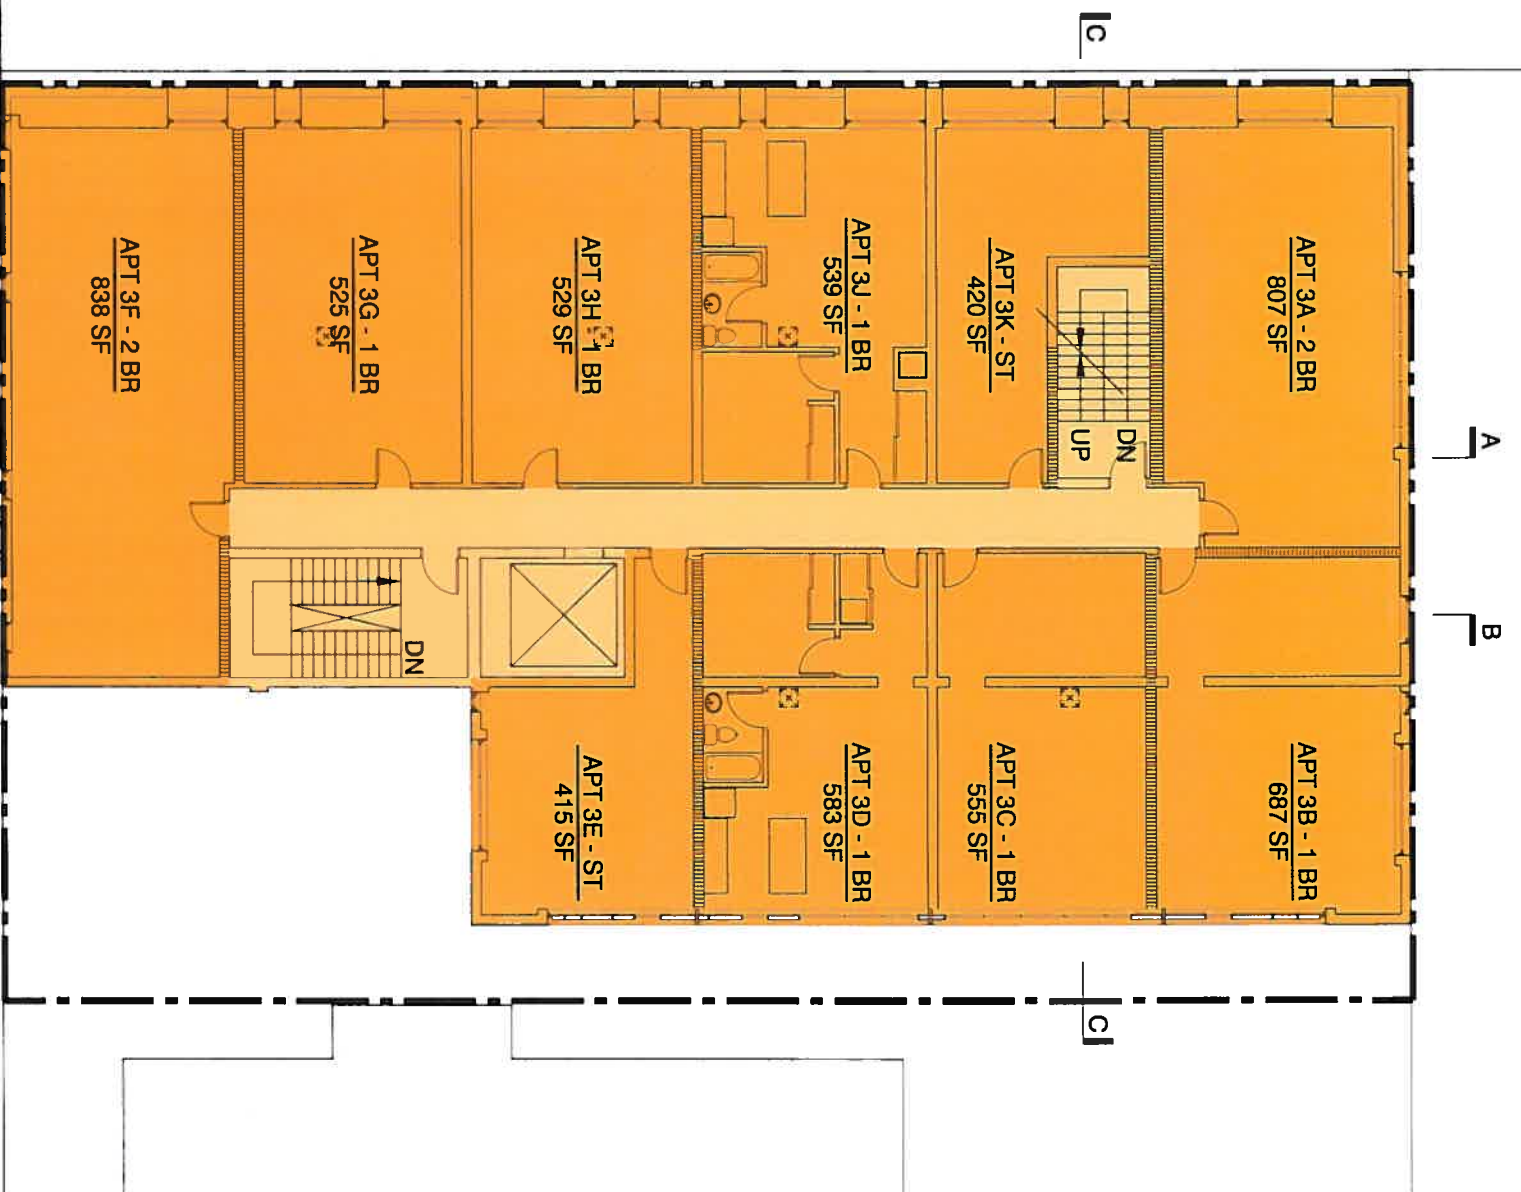 C
A
B
APT 3F - 2 BR
838 SF
APT 3G - 1 BR
525 SF
APT 3H - 1 BR
529 SF
APT 3J - 1 BR
539 SF
APT 3K - ST
420 SF
APT 3A - 2 BR
807 SF
UP
DN
DN
APT 3E - ST
415 SF
APT 3D - 1 BR
583 SF
APT 3C - 1 BR
555 SF
APT 3B - 1 BR
687 SF
C